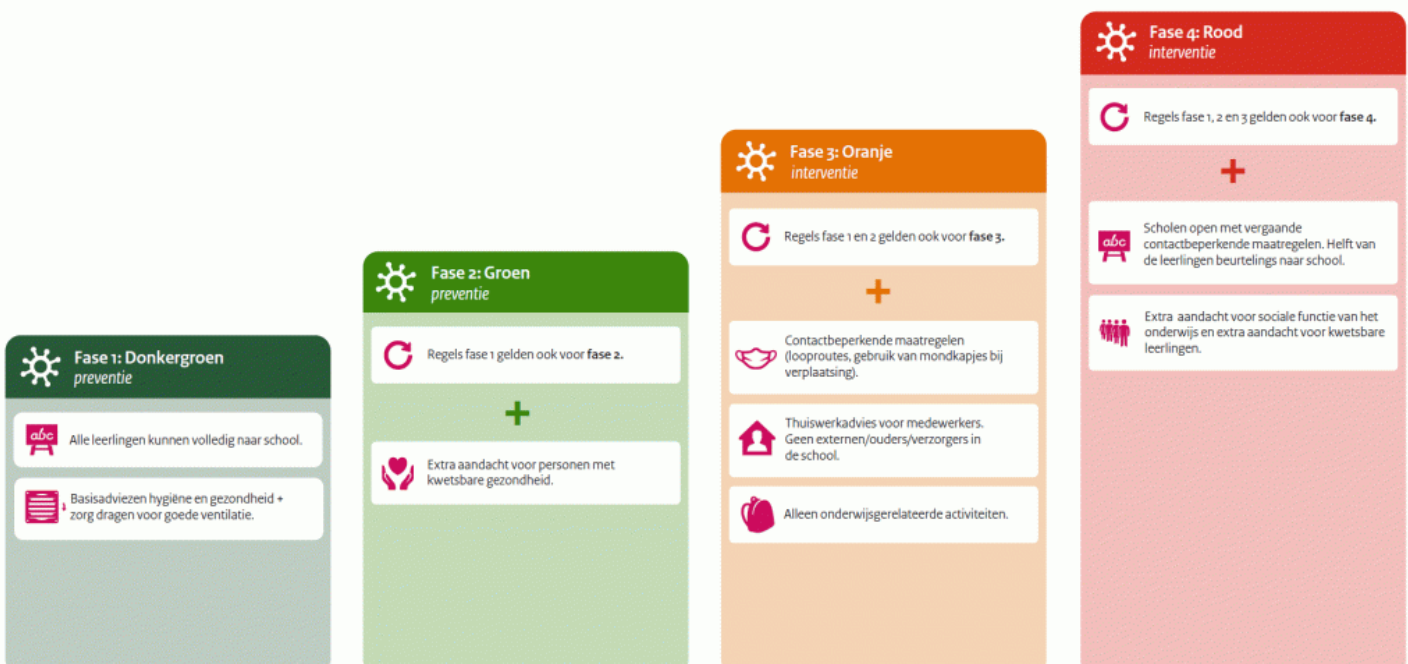 Fase 1: Donkergroen
preventie
abc
Alle leerlingen kunnen volledig naar school.
Basisadviezen hygiëne en gezondheid +
zorg dragen voor goede ventilatie.
Fase 2: Groen
preventie
Regels fase 1 gelden ook voor fase 2.
+
Extra aandacht voor personen met
kwetsbare gezondheid.
Fase 3: Oranje
interventie
Regels fase 1 en 2 gelden ook voor fase 3.
+
Contactbeperkende maatregelen
(looproutes, gebruik van mondkapjes bij
verplaatsing).
Thuiswerkadvies voor medewerkers.
Geen externen/ouders/verzorgers in
de school.
Alleen onderwijsgerelateerde activiteiten.
Fase 4: Rood
interventie
Regels fase 1, 2 en 3 gelden ook voor fase 4.
+
abc
Scholen open met vergaande
contactbeperkende maatregelen. Helft van
de leerlingen beurtelings naar school.
Extra aandacht voor sociale functie van het
onderwijs en extra aandacht voor kwetsbare
leerlingen.